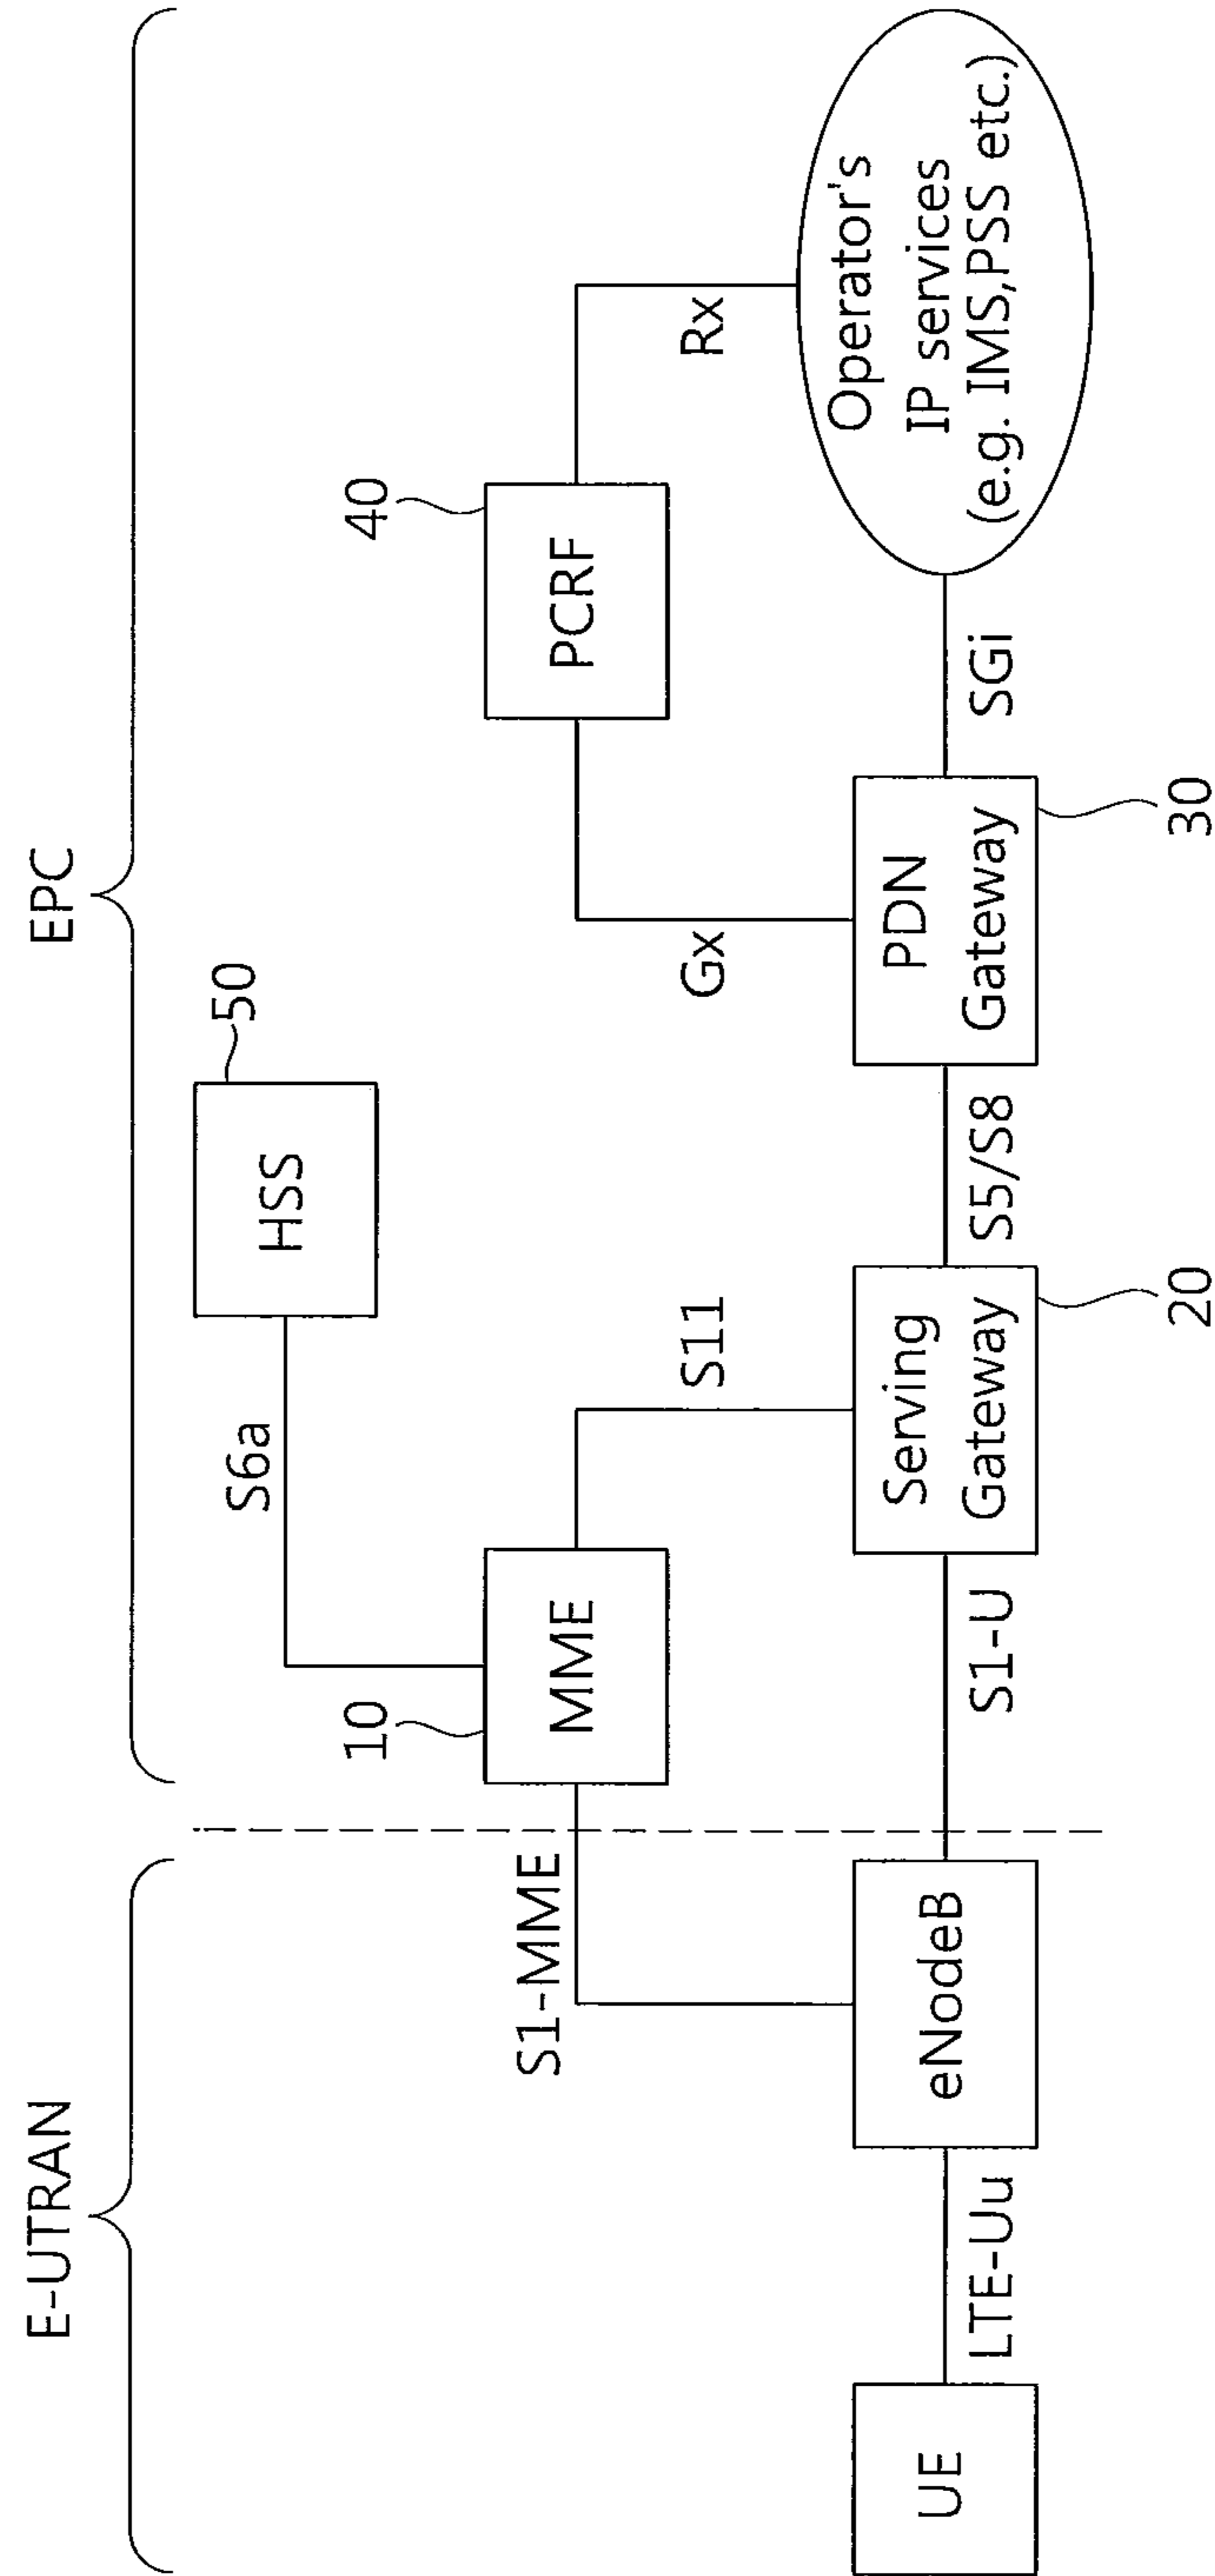 E-UTRAN
EPC
50
HSS
S6a
10
MME
40
PCRF
S1-MME
S11
Gx
Rx
UE
LTE-Uu
eNodeB
S1-U
Serving
Gateway
20
S5/S8
PDN
Gateway
30
SGi
Operator's
IP services
(e.g. IMS,PSS etc.)